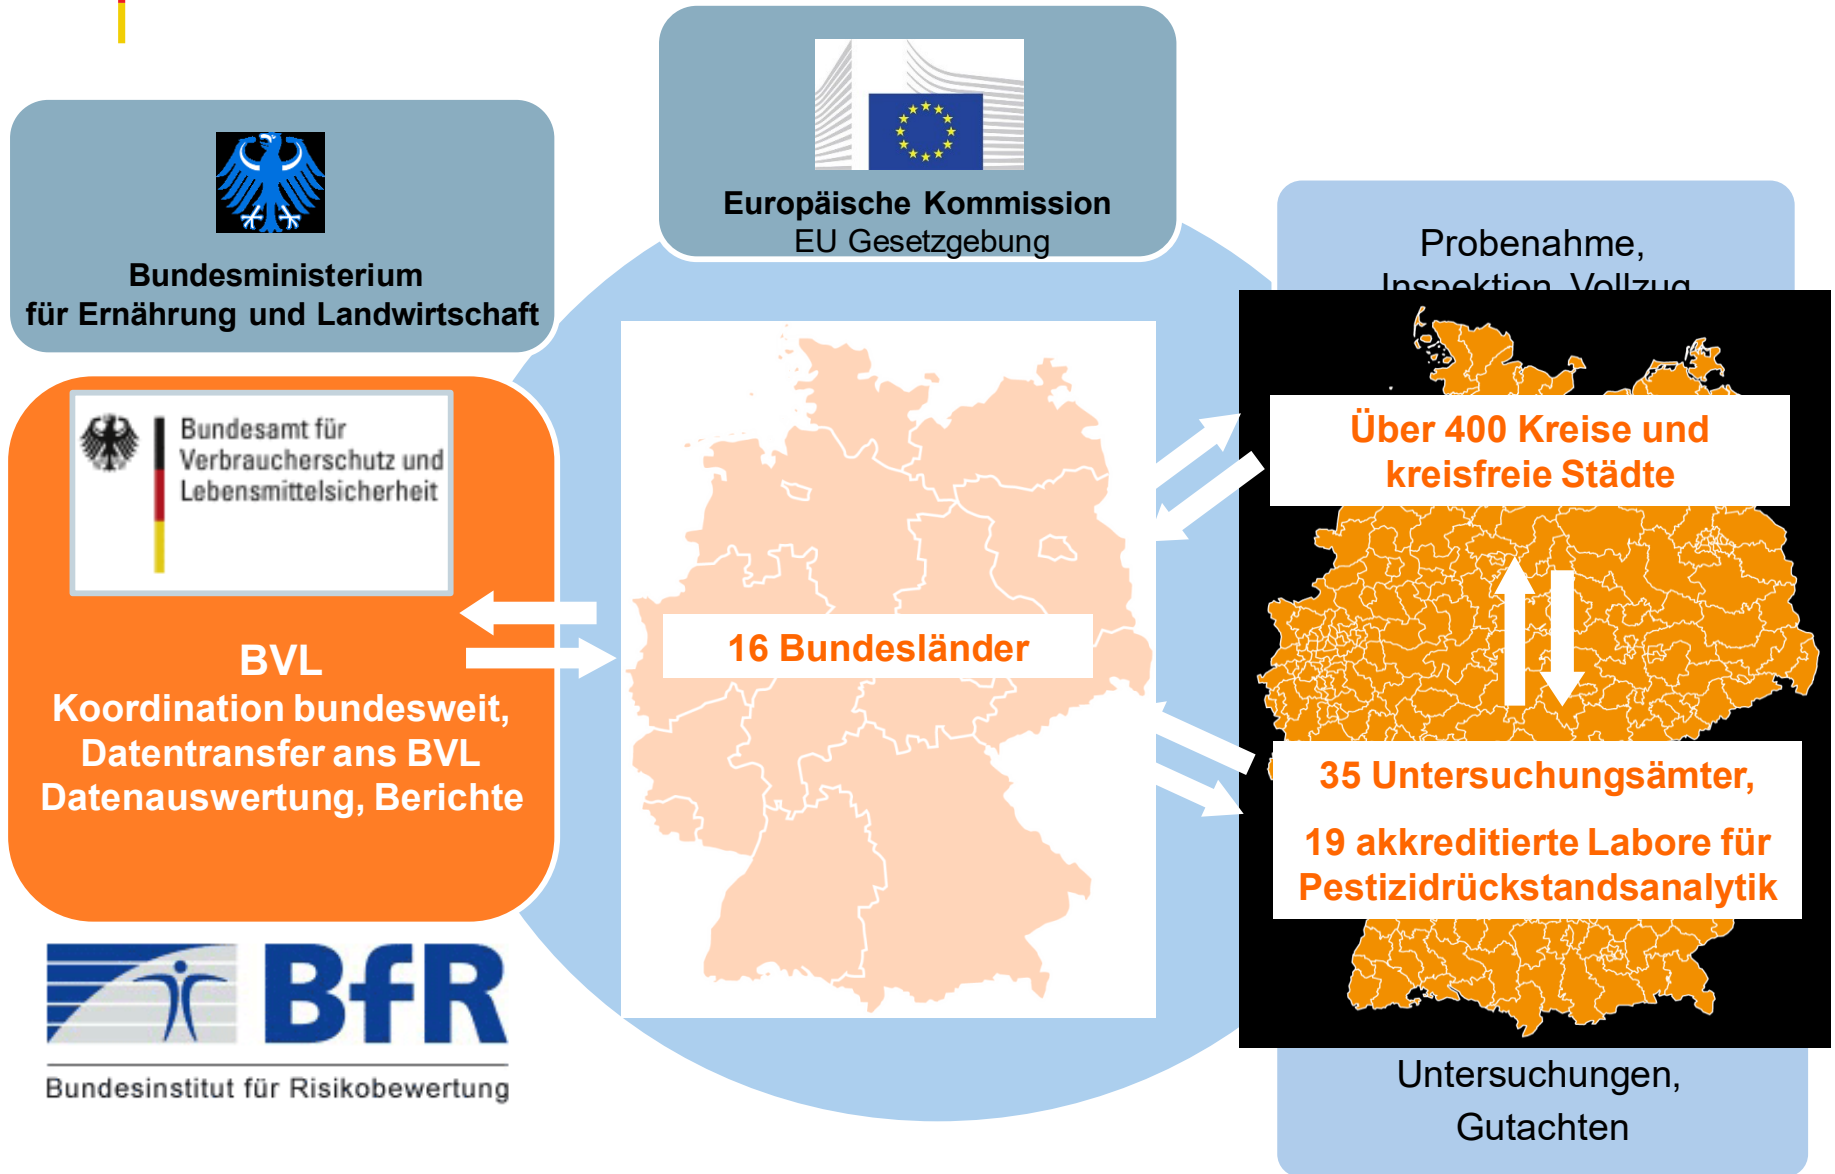 Europäische Kommission
EU Gesetzgebung
Bundesministerium
für Ernährung und Landwirtschaft
Probenahme,
Inspektion, Vollzug
Bundesamt für
Verbraucherschutz und
Lebensmittelsicherheit
BVL
Koordination bundesweit,
Datentransfer ans BVL
Datenauswertung, Berichte
16 Bundesländer
Über 400 Kreise und
kreisfreie Städte
35 Untersuchungsämter,
19 akkreditierte Labore für
Pestizidrückstandsanalytik
BfR
Bundesinstitut für Risikobewertung
Untersuchungen,
Gutachten